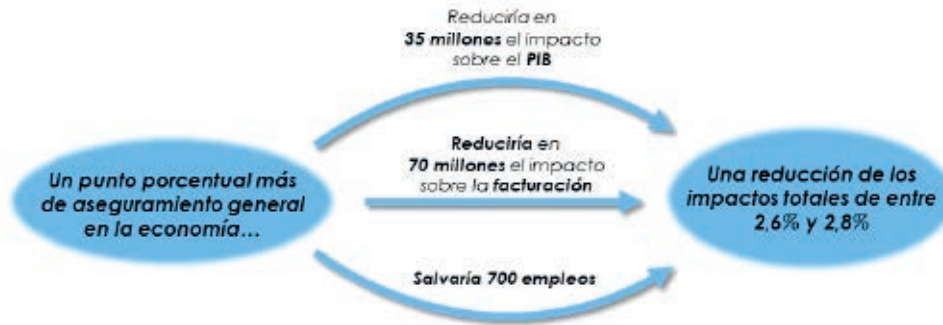 Reduciría en
35 millones el impacto
sobre el PIB
Un punto porcentual más
de aseguramiento general
en la economía...
Reduciría en
70 millones el impacto
sobre la facturación
Una reducción de los
impactos totales de entre
2,6% y 2,8%
Salvaría 700 empleos